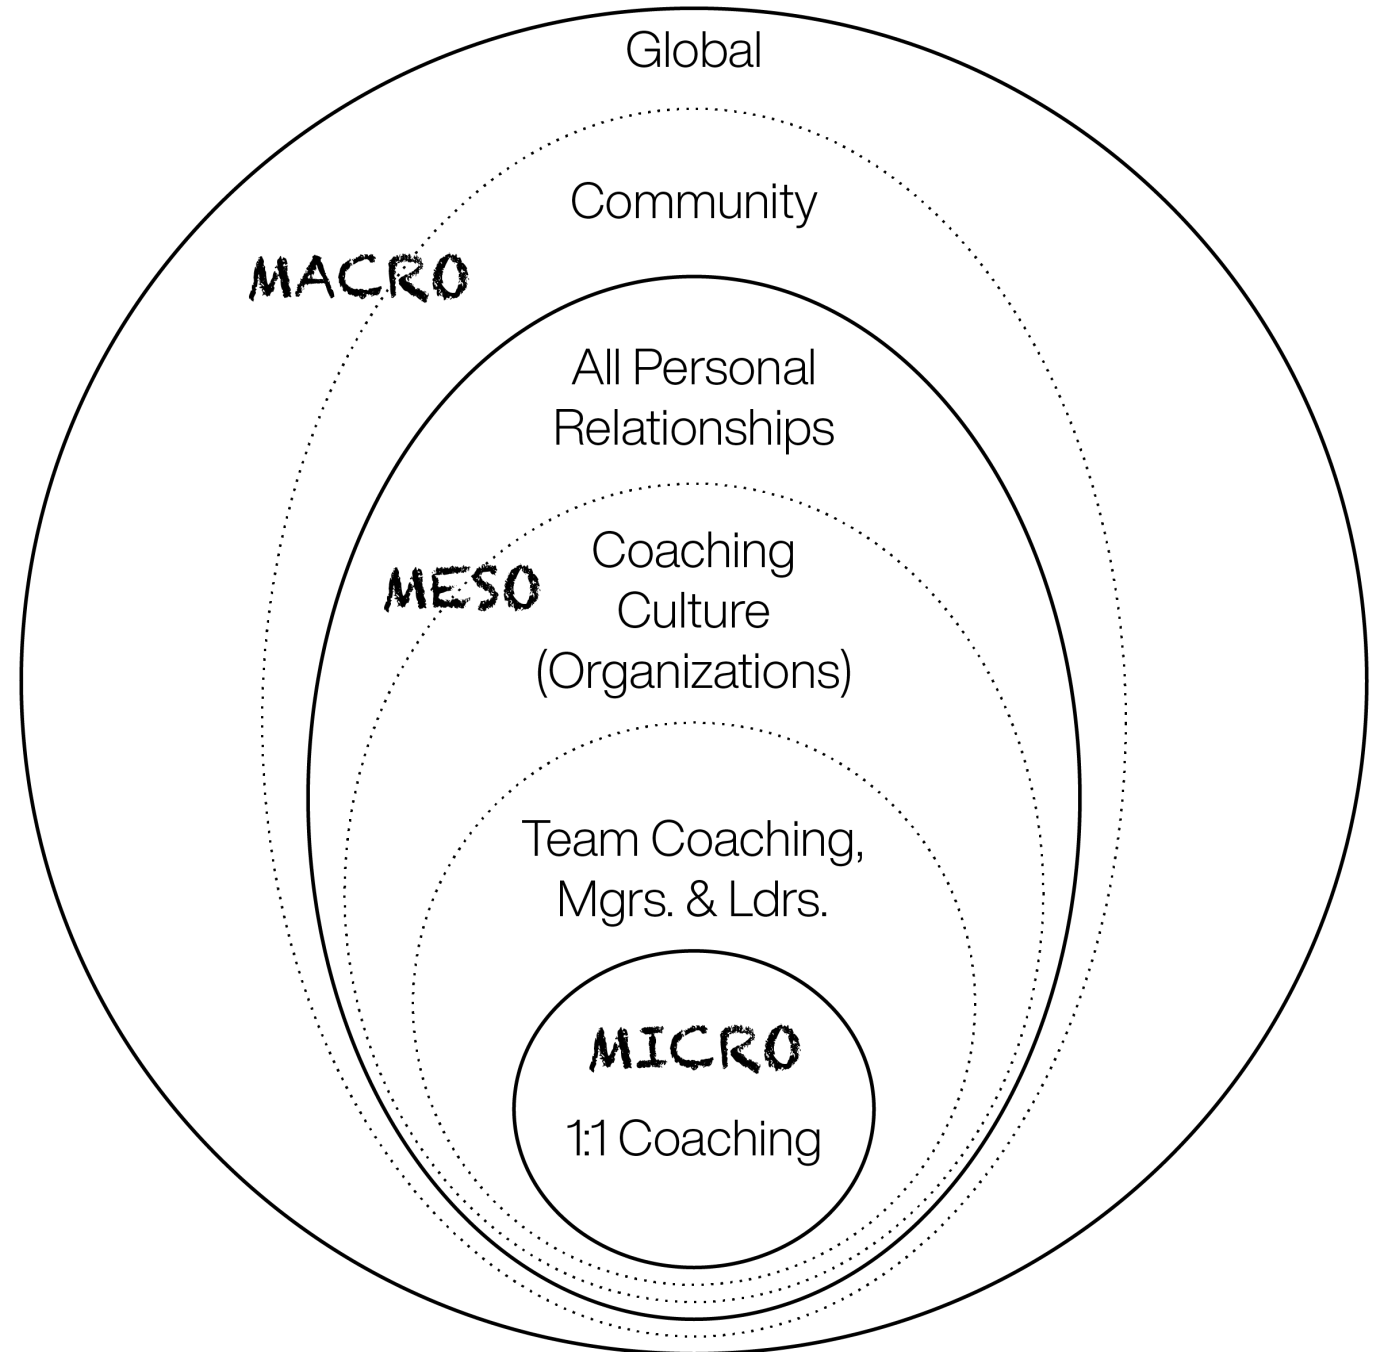 Global
Community
MACRO
All Personal
Relationships
Coaching
MESO
Culture
(Organizations)
Team Coaching,
Mgrs. & Ldrs.
MICRO
1:1 Coaching